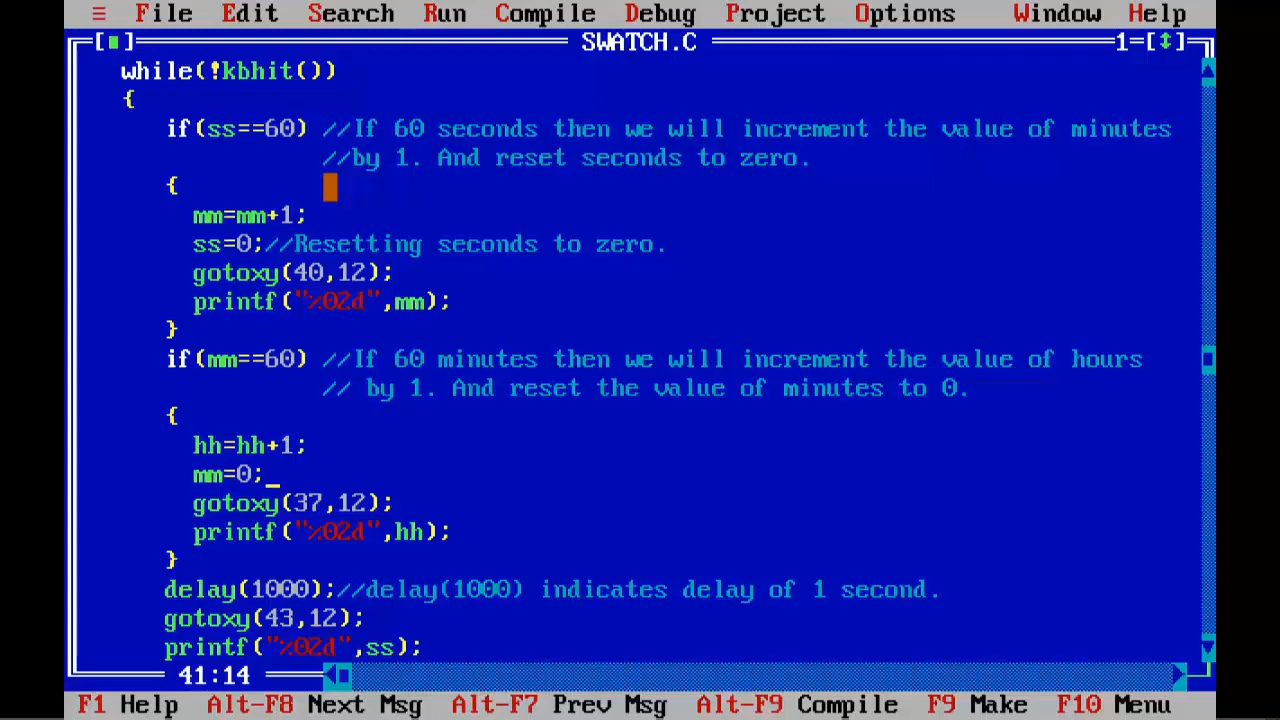 ≡ File Edit Search Run Compile Debug Project Options Window Help
[■] SWATCH.C 1=[↕]
while(!kbhit())
{
if(ss==60) //If 60 seconds then we will increment the value of minutes
//by 1. And reset seconds to zero.
{
mm=mm+1;
ss=0;//Resetting seconds to zero.
gotoxy(40,12);
printf("%02d",mm);
}
if(mm==60) //If 60 minutes then we will increment the value of hours
// by 1. And reset the value of minutes to 0.
{
hh=hh+1;
mm=0;_
gotoxy(37,12);
printf("%02d",hh);
}
delay(1000);//delay(1000) indicates delay of 1 second.
gotoxy(43,12);
printf("%02d",ss);
41:14
F1 Help Alt-F8 Next Msg Alt-F7 Prev Msg Alt-F9 Compile F9 Make F10 Menu